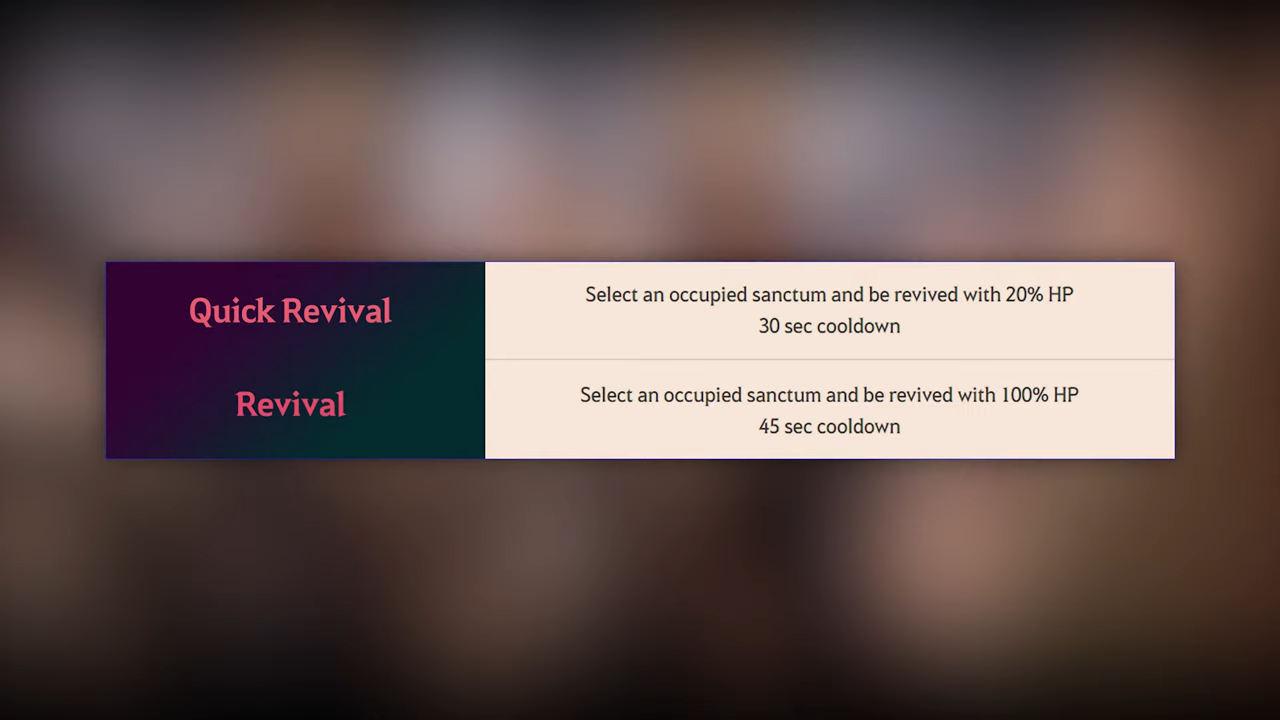 Quick Revival
Select an occupied sanctum and be revived with 20% HP
30 sec cooldown
Revival
Select an occupied sanctum and be revived with 100% HP
45 sec cooldown